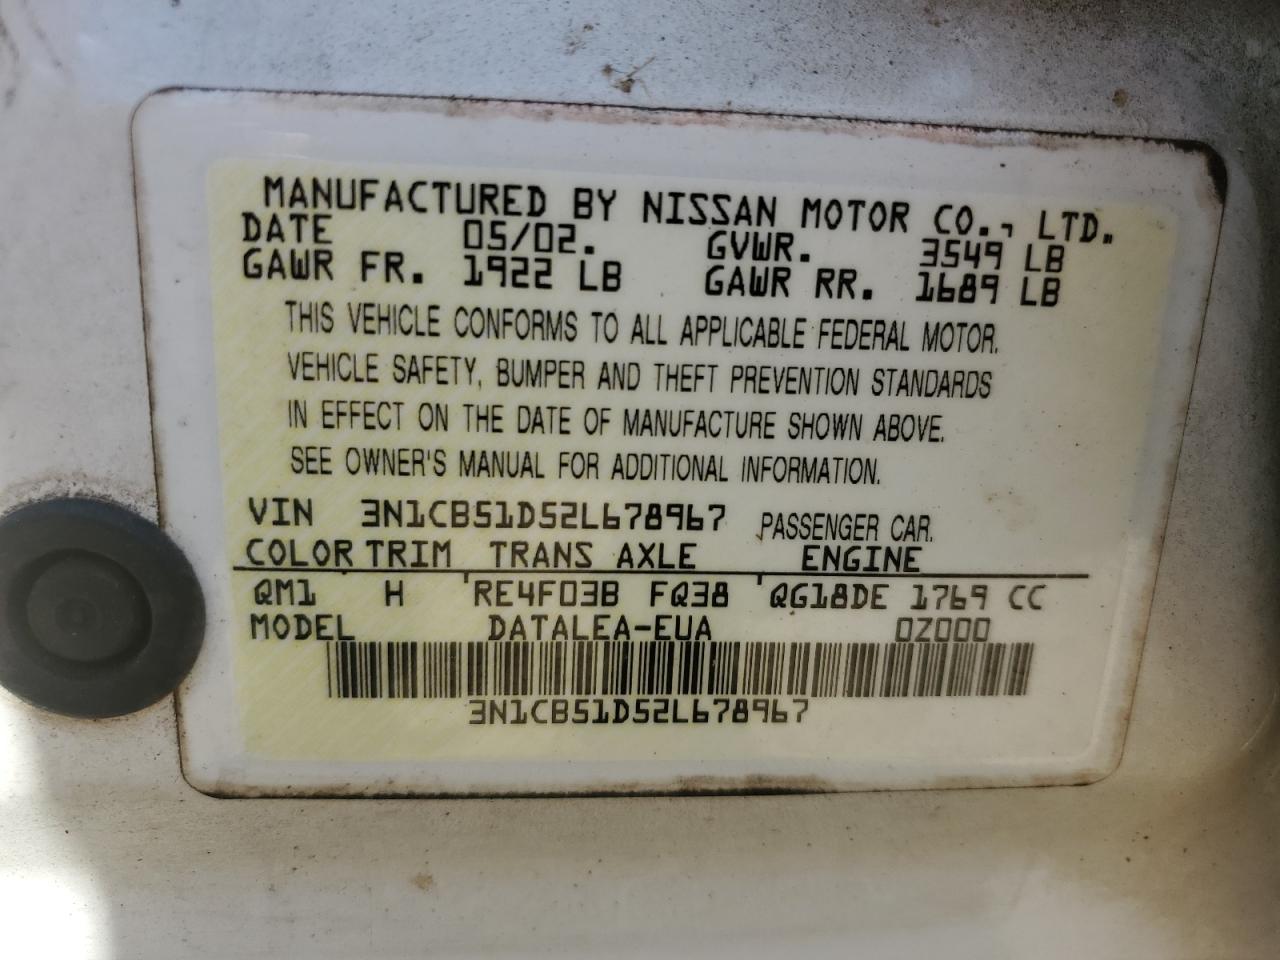 MANUFACTURED BY NISSAN MOTOR CO., LTD.
DATE 05/02. GVWR. 3549 LB
GAWR FR. 1922 LB GAWR RR. 1689 LB
THIS VEHICLE CONFORMS TO ALL APPLICABLE FEDERAL MOTOR.
VEHICLE SAFETY, BUMPER AND THEFT PREVENTION STANDARDS
IN EFFECT ON THE DATE OF MANUFACTURE SHOWN ABOVE.
SEE OWNER'S MANUAL FOR ADDITIONAL INFORMATION.
VIN 3N1CB51D52L678967 PASSENGER CAR.
COLOR TRIM TRANS AXLE ENGINE
QM1 H RE4F03B FQ38 QG18DE 1769 CC
MODEL DATALEA-EUA 0Z000
3N1CB51D52L678967